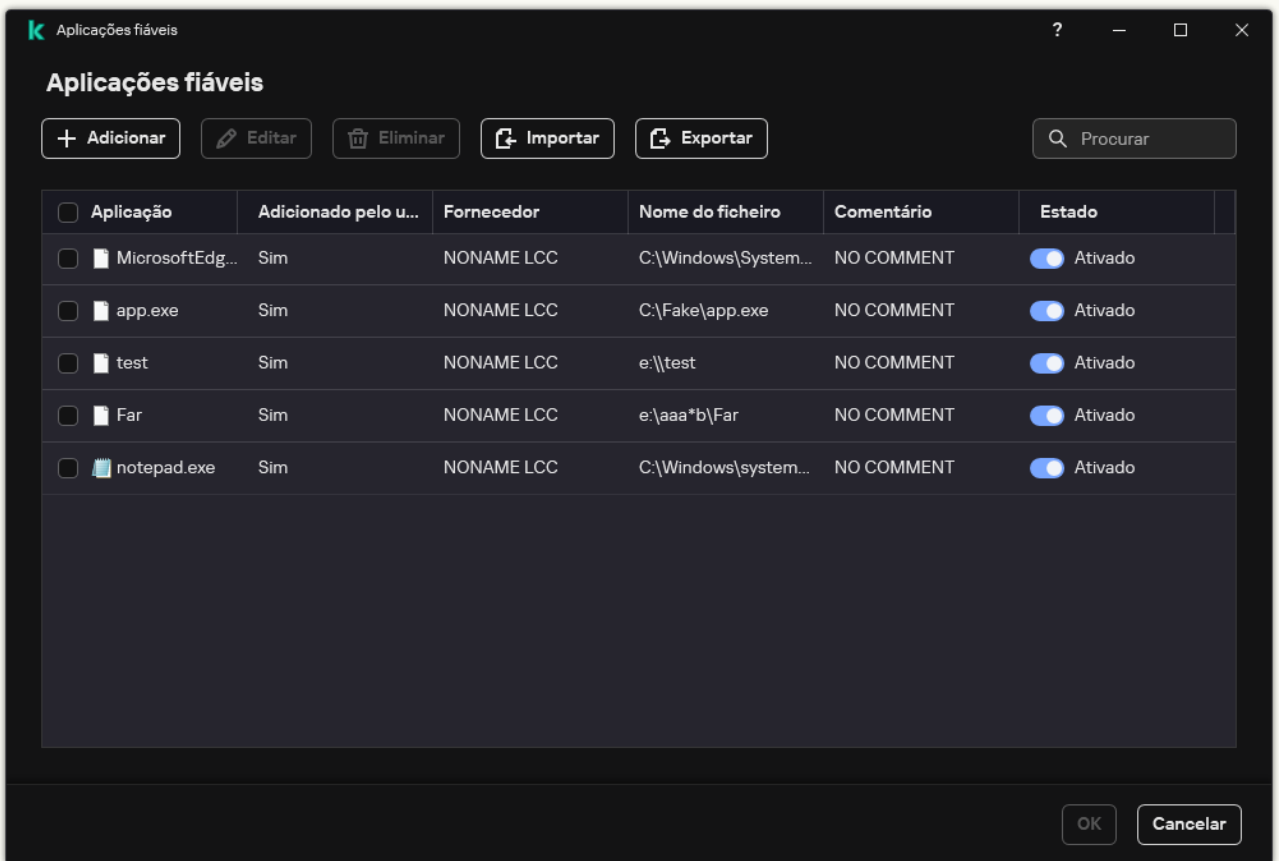 Aplicações fiáveis
?
Aplicações fiáveis
Adicionar Editar Eliminar Importar Exportar Procurar
Aplicação Adicionado pelo u... Fornecedor Nome do ficheiro Comentário Estado
MicrosoftEdg... Sim NONAME LCC C:\Windows\System... NO COMMENT Ativado
app.exe Sim NONAME LCC C:\Fake\app.exe NO COMMENT Ativado
test Sim NONAME LCC e:\\test NO COMMENT Ativado
Far Sim NONAME LCC e:\aaa*b\Far NO COMMENT Ativado
notepad.exe Sim NONAME LCC C:\Windows\system... NO COMMENT Ativado
OK Cancelar